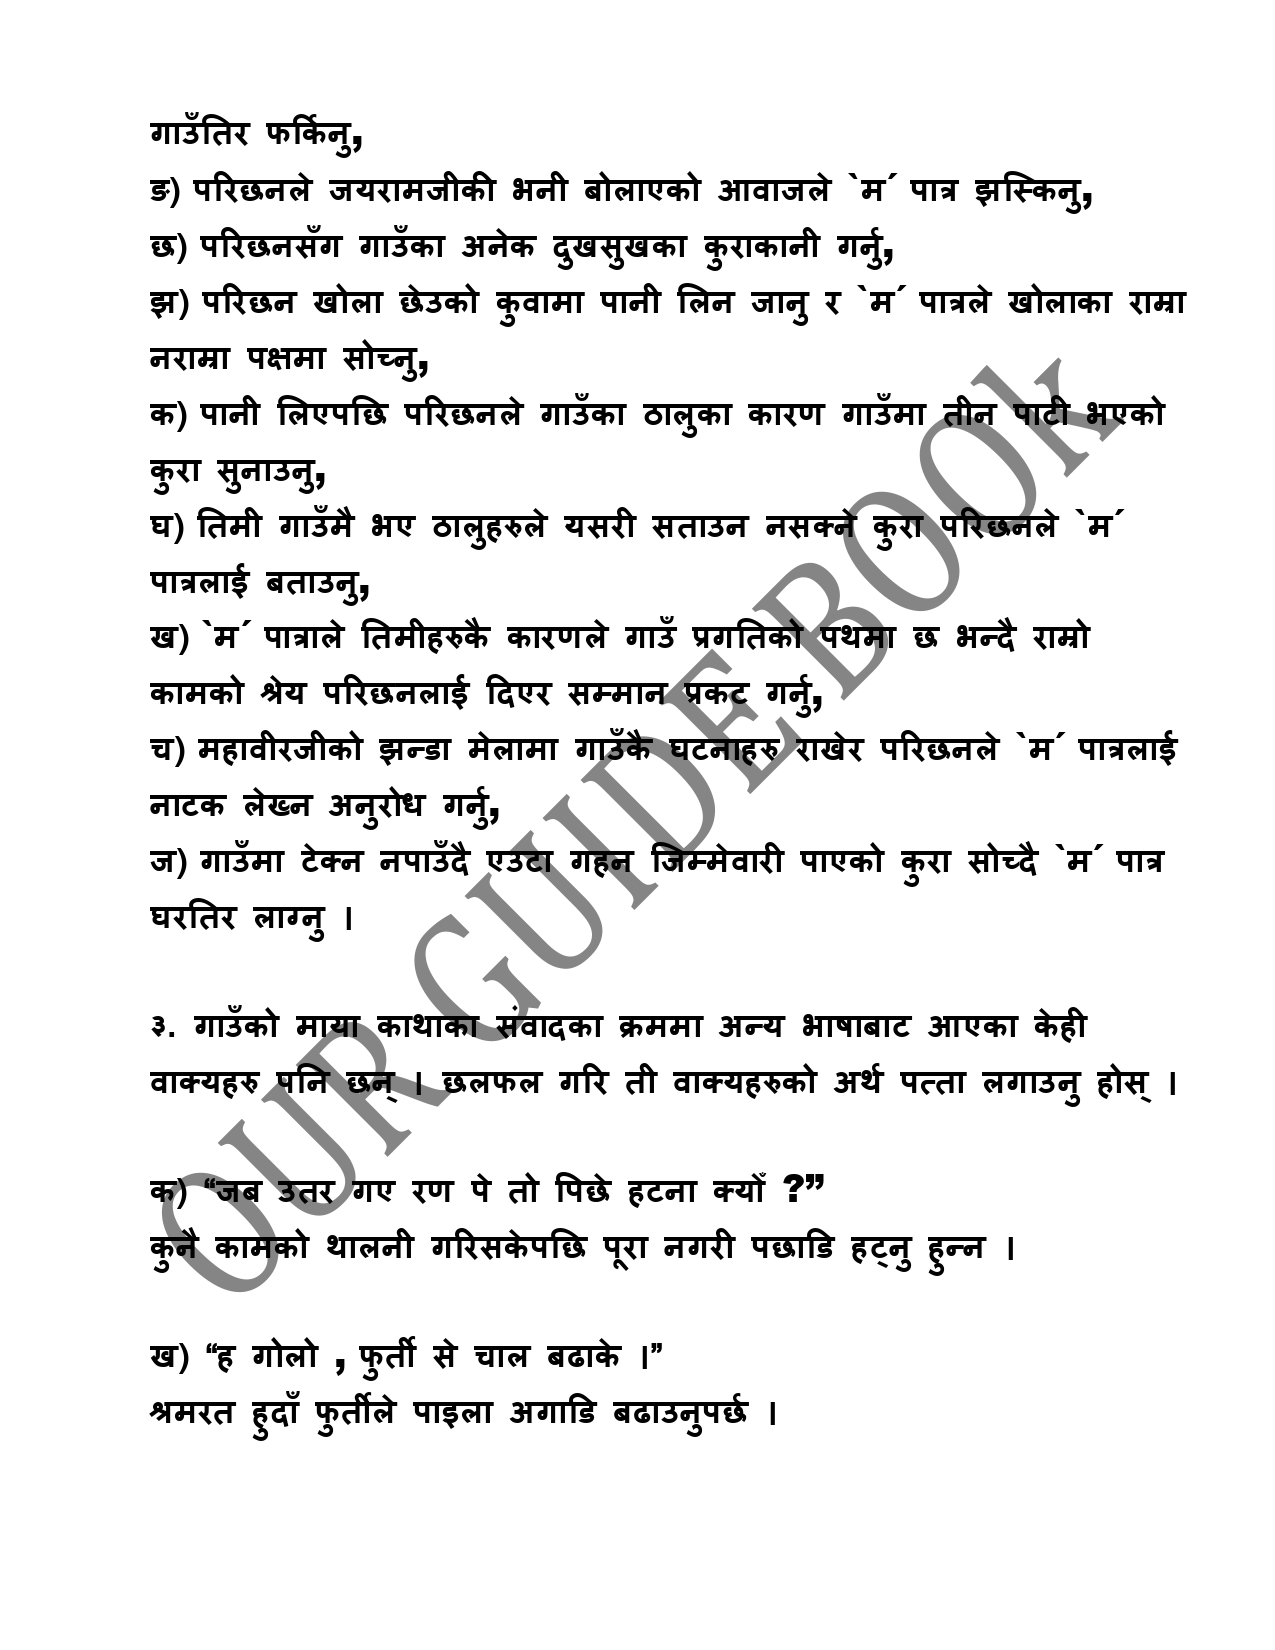 गाउँतिर फर्किनु,
ङ) परिछनले जयरामजीकी भनी बोलाएको आवाजले `म´ पात्र झस्किनु,
छ) परिछनसँग गाउँका अनेक दुखसुखका कुराकानी गर्नु,
झ) परिछन खोला छेउको कुवामा पानी लिन जानु र `म´ पात्रले खोलाका राम्रा
नराम्रा पक्षमा सोच्नु,
क) पानी लिएपछि परिछनले गाउँका ठालुका कारण गाउँमा तीन पाटी भएको
कुरा सुनाउनु,
घ) तिमी गाउँमै भए ठालुहरुले यसरी सताउन नसक्ने कुरा परिछनले `म´
पात्रलाई बताउनु,
ख) `म´ पात्राले तिमीहरुकै कारणले गाउँ प्रगतिको पथमा छ भन्दै राम्रो
कामको श्रेय परिछनलाई दिएर सम्मान प्रकट गर्नु,
च) महावीरजीको झन्डा मेलामा गाउँकै घटनाहरु राखेर परिछनले `म´ पात्रलाई
नाटक लेख्न अनुरोध गर्नु,
ज) गाउँमा टेक्न नपाउँदै एउटा गहन जिम्मेवारी पाएको कुरा सोच्दै `म´ पात्र
घरतिर लाग्नु ।
३. गाउँको माया काथाका संवादका क्रममा अन्य भाषाबाट आएका केही
वाक्यहरु पनि छन् । छलफल गरि ती वाक्यहरुको अर्थ पत्ता लगाउनु होस् ।
क) “जब उतर गए रण पे तो पिछे हटना क्योँ ?”
कुनै कामको थालनी गरिसकेपछि पूरा नगरी पछाडि हट्नु हुन्न ।
ख) “ह गोलो , फुर्ती से चाल बढाके ।”
श्रमरत हुदाँ फुर्तीले पाइला अगाडि बढाउनुपर्छ ।
OUR GUIDE BOOk